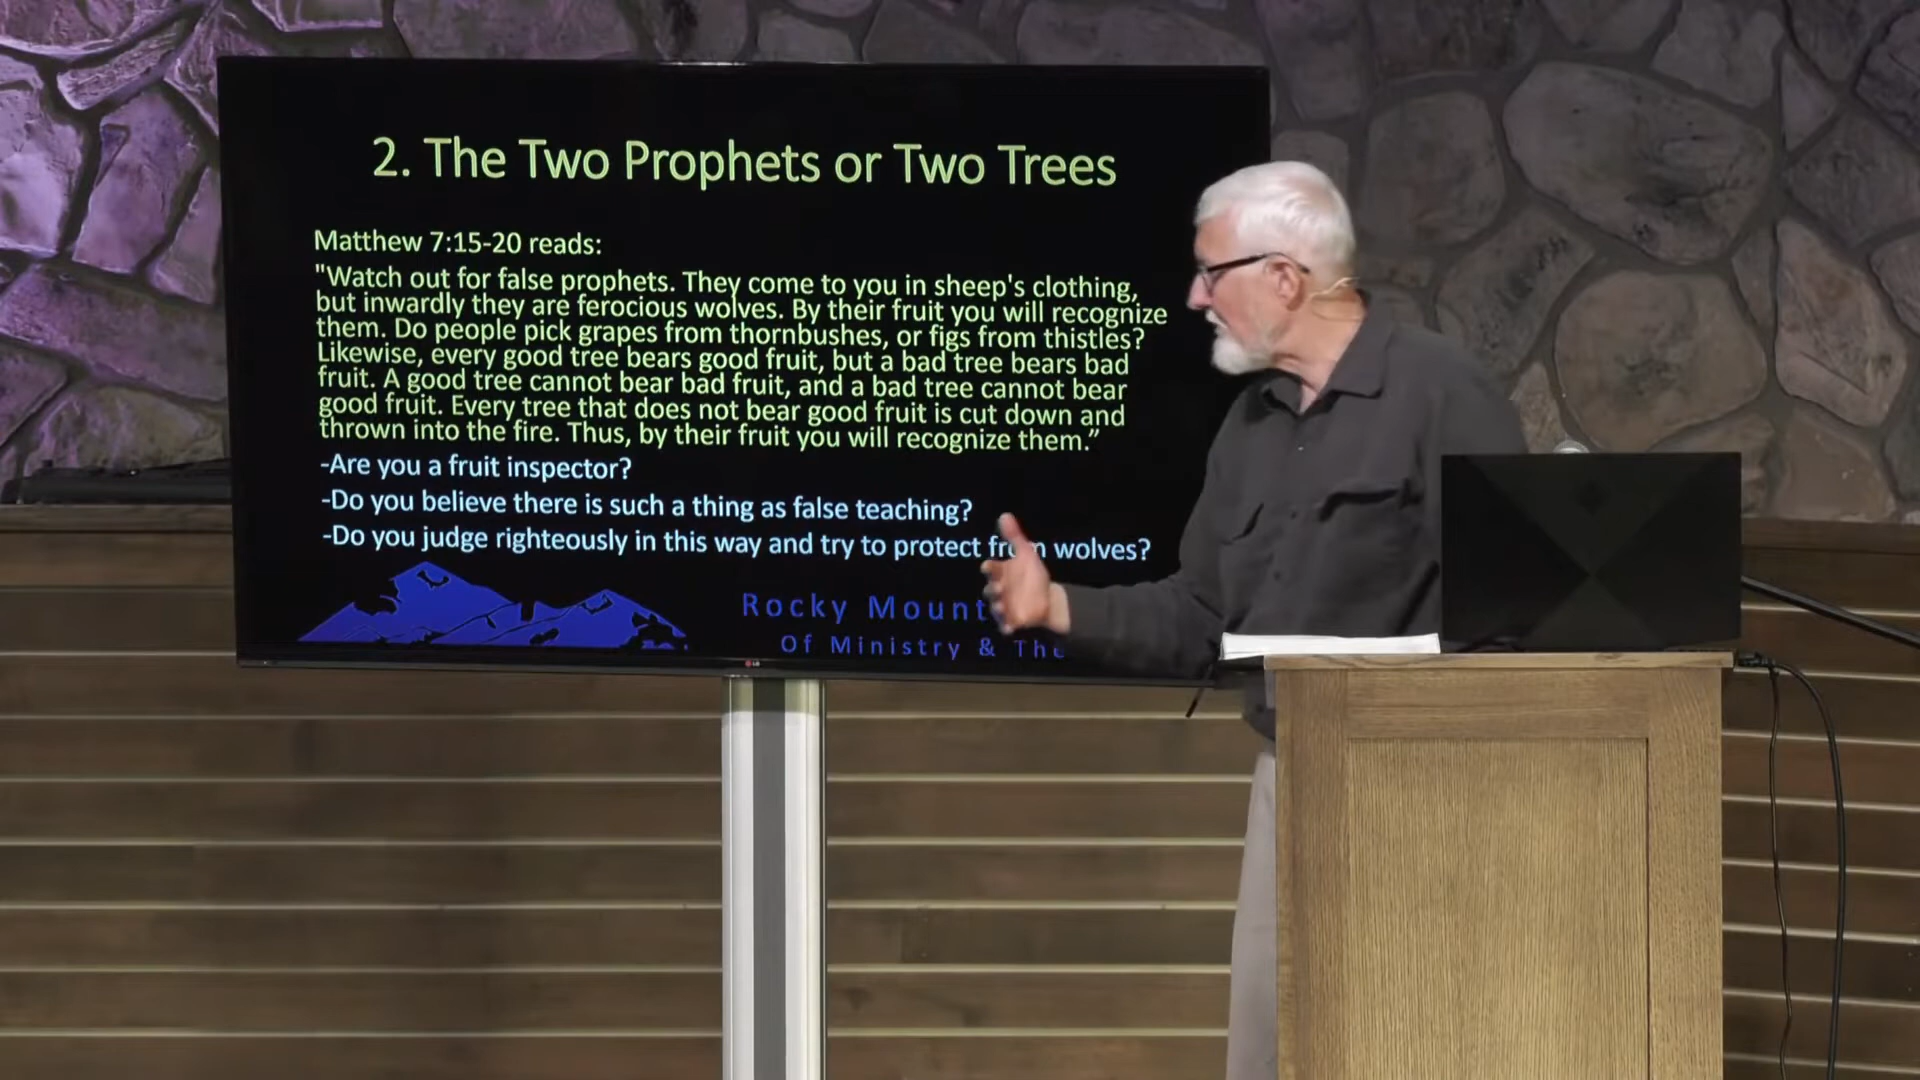 2. The Two Prophets or Two Trees
Matthew 7:15-20 reads:
"Watch out for false prophets. They come to you in sheep's clothing,
but inwardly they are ferocious wolves. By their fruit you will recognize
them. Do people pick grapes from thornbushes, or figs from thistles?
Likewise, every good tree bears good fruit, but a bad tree bears bad
fruit. A good tree cannot bear bad fruit, and a bad tree cannot bear
good fruit. Every tree that does not bear good fruit is cut down and
thrown into the fire. Thus, by their fruit you will recognize them.”
-Are you a fruit inspector?
-Do you believe there is such a thing as false teaching?
-Do you judge righteously in this way and try to protect from wolves?
Rocky
Of Ministry &
LG